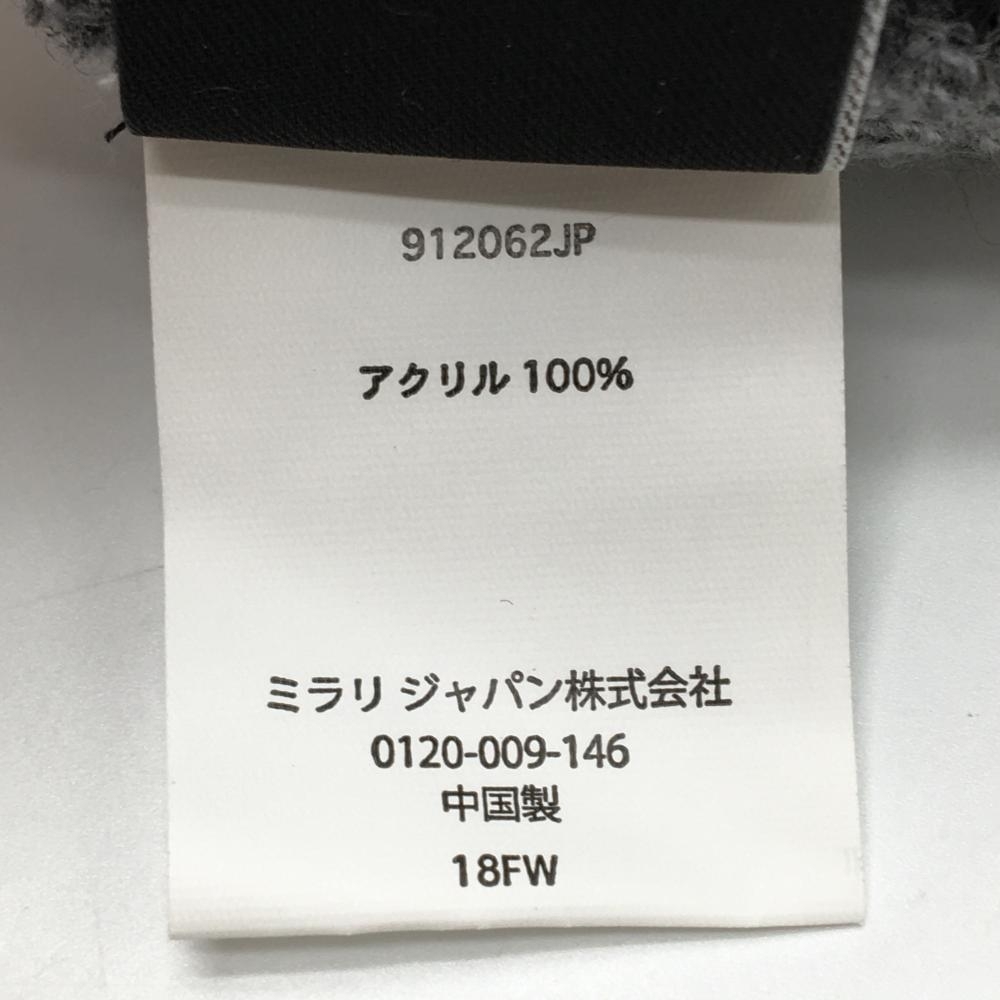 912062JP
アクリル 100%
ミラリ ジャパン株式会社
0120-009-146
中国製
18FW